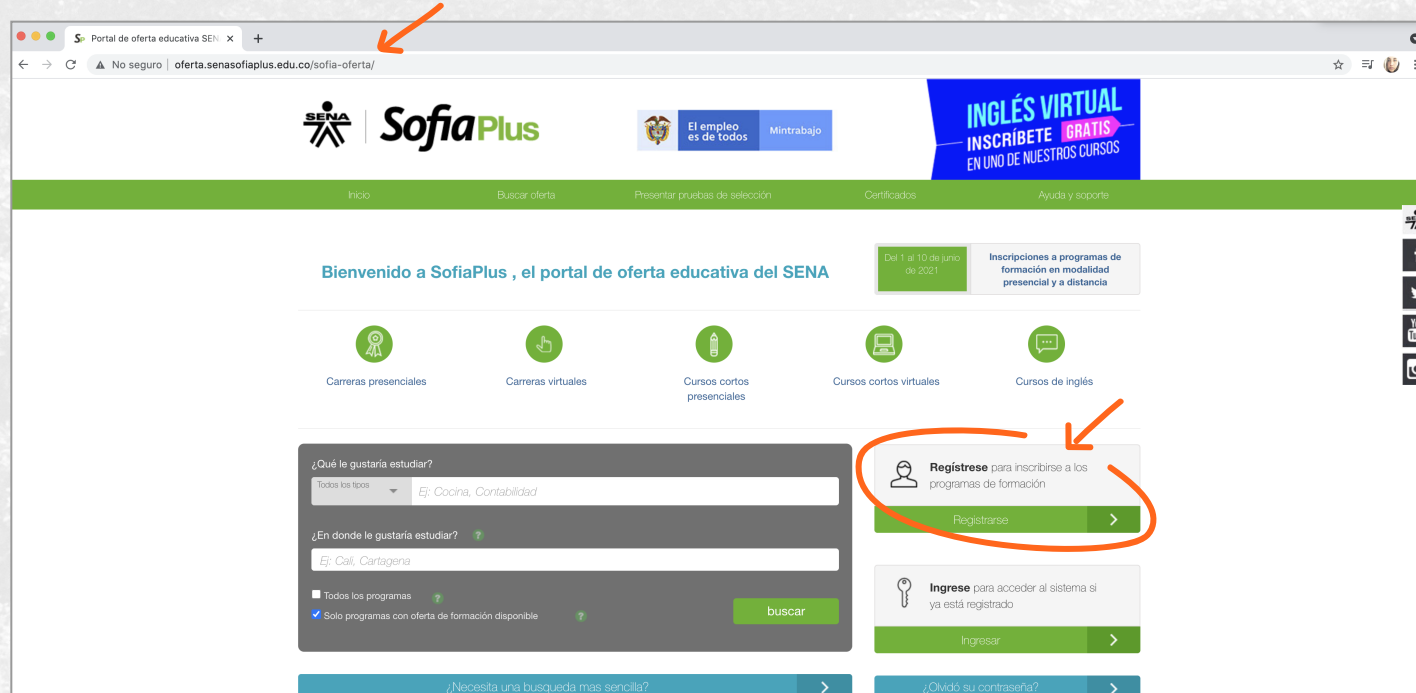 Portal de oferta educativa SEN
No seguro | oferta.senasofiaplus.edu.co/sofia-oferta/
SENA
SofiaPlus
El empleo
es de todos
Mintrabajo
INGLÉS VIRTUAL
INSCRÍBETE GRATIS
EN UNO DE NUESTROS CURSOS
Inicio Buscar oferta Presentar pruebas de selección Certificados Ayuda y soporte
Bienvenido a SofiaPlus , el portal de oferta educativa del SENA
Del 1 al 10 de junio
de 2021
Inscripciones a programas de
formación en modalidad
presencial y a distancia
Carreras presenciales
Carreras virtuales
Cursos cortos
presenciales
Cursos cortos virtuales
Cursos de inglés
¿Qué le gustaría estudiar?
Todos los tipos
Ej: Cocina, Contabilidad
¿En donde le gustaría estudiar? ?
Ej: Cali, Cartagena
Todos los programas ?
Solo programas con oferta de formación disponible ?
buscar
Regístrese para inscribirse a los
programas de formación
Registrarse
Ingrese para acceder al sistema si
ya está registrado
Ingresar
¿Necesita una busqueda mas sencilla?
¿Olvidó su contraseña?